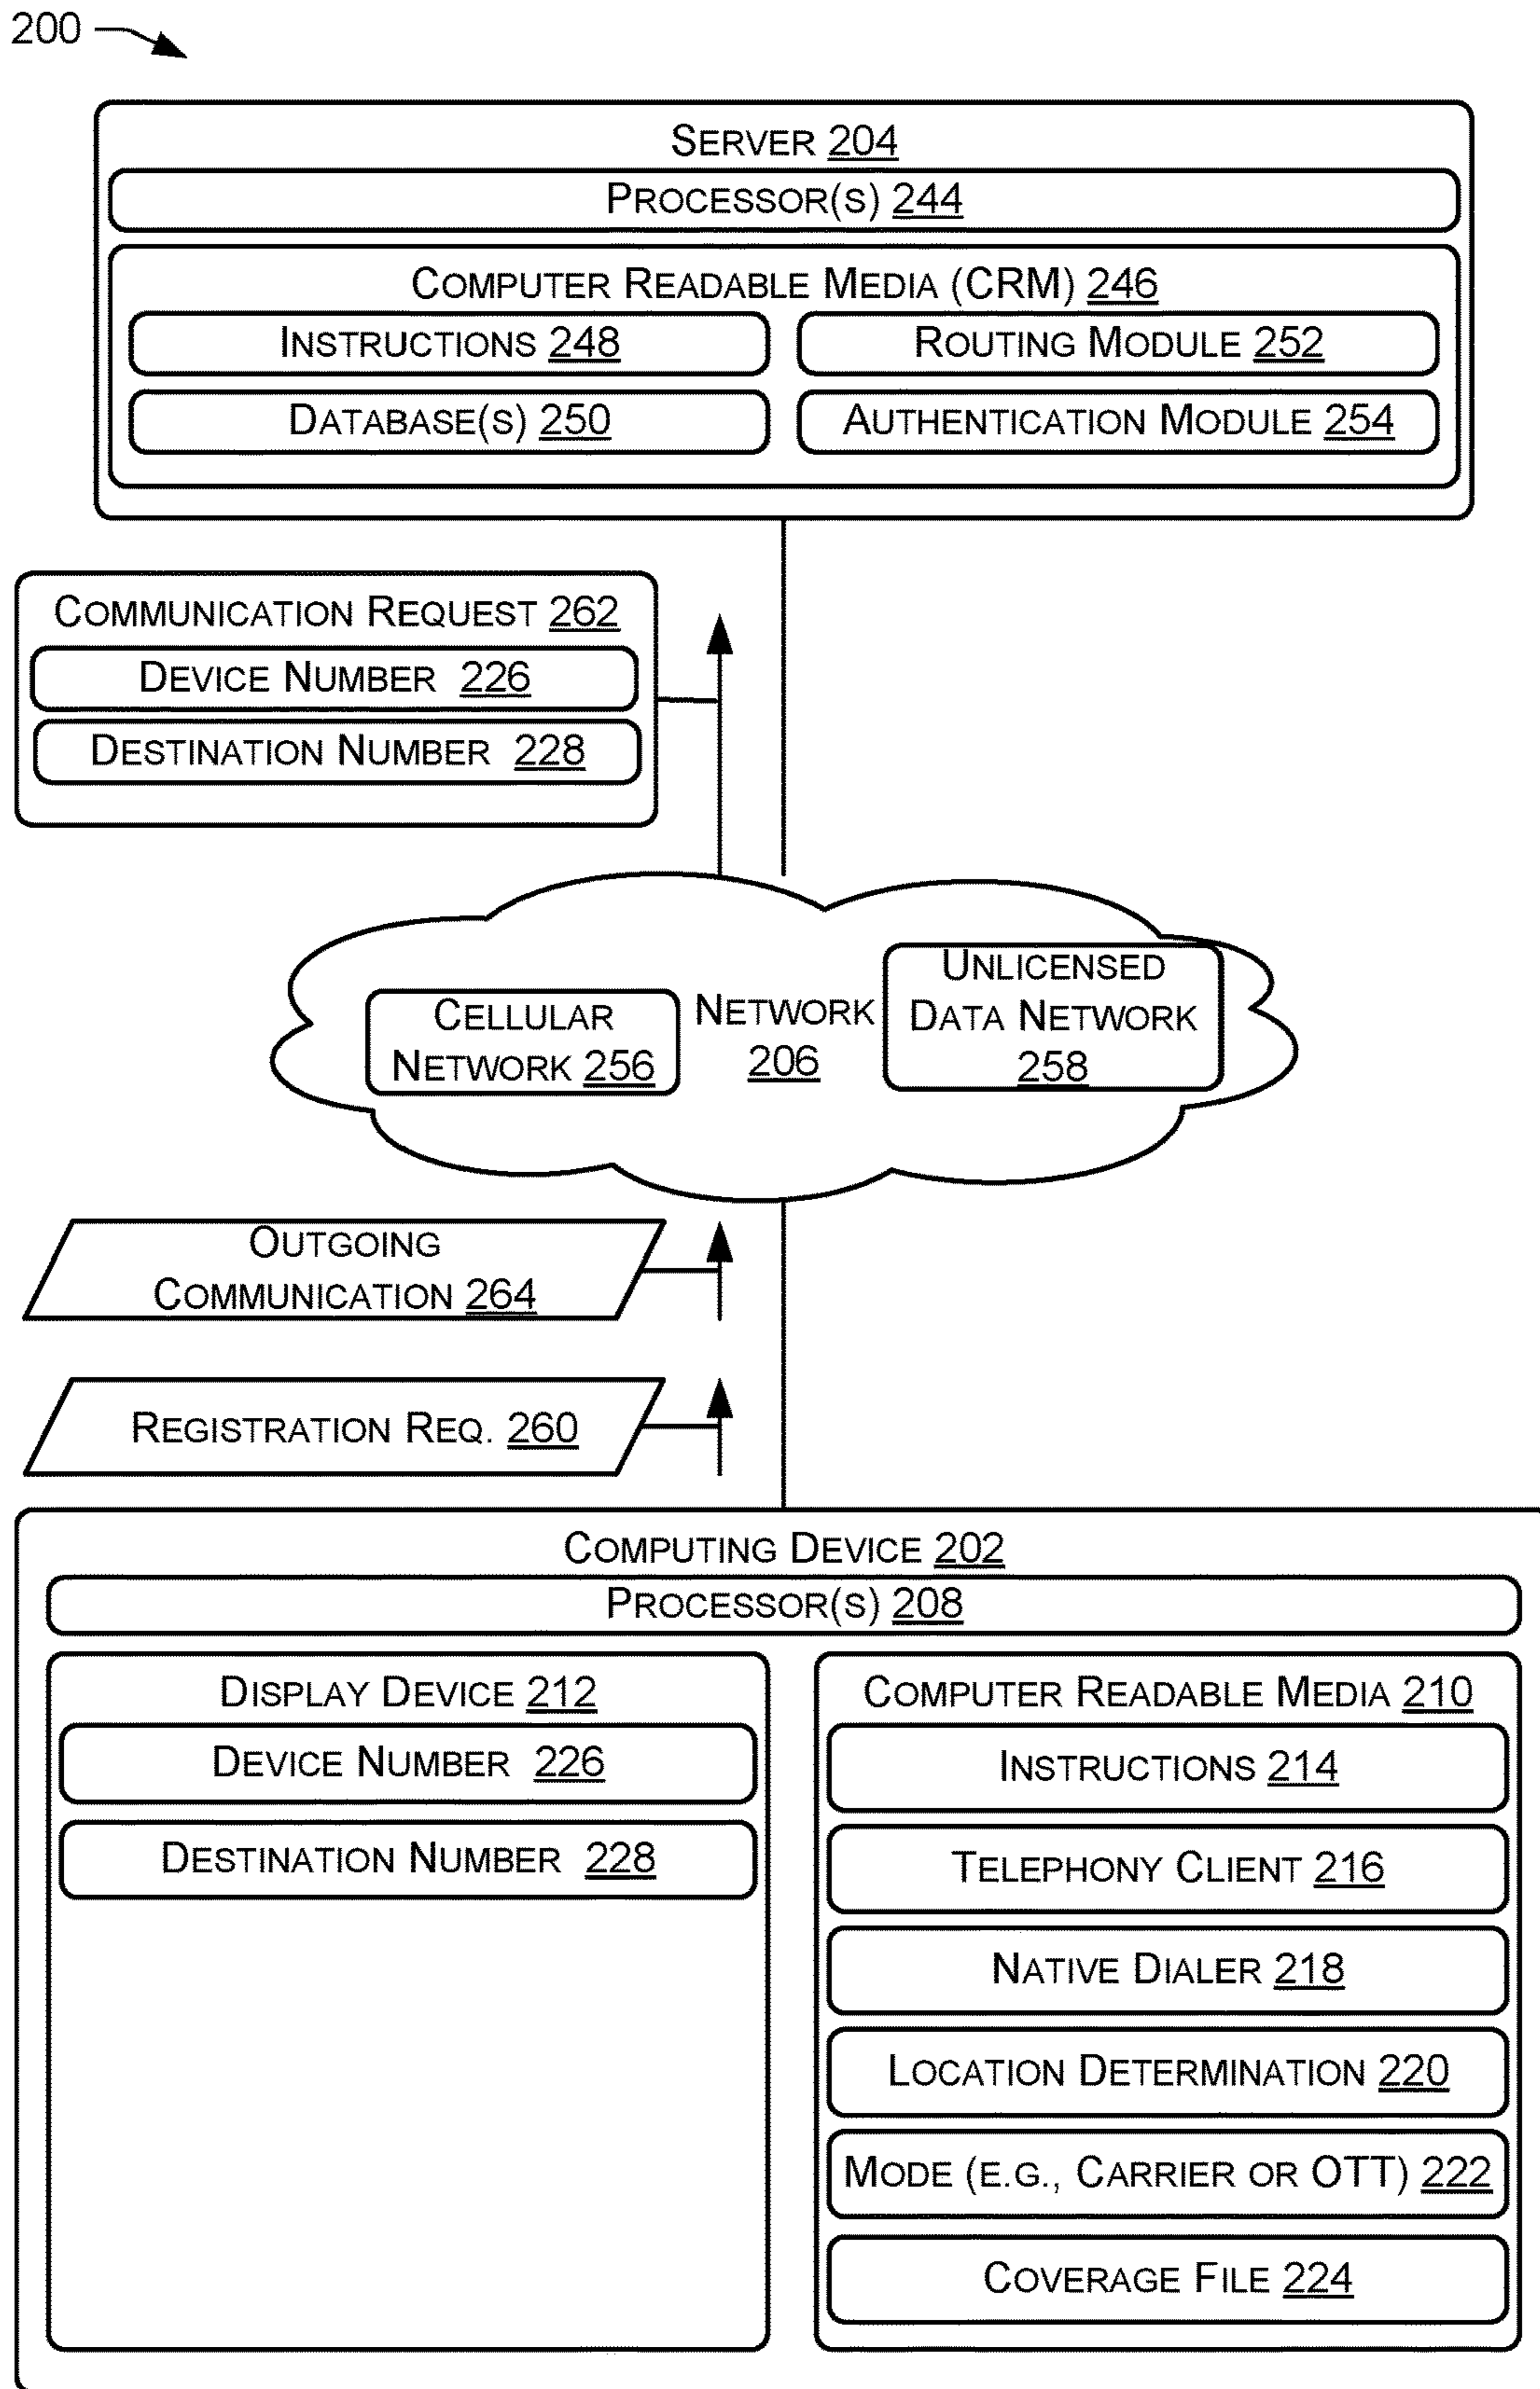 200
SERVER 204
PROCESSOR(S) 244
COMPUTER READABLE MEDIA (CRM) 246
INSTRUCTIONS 248
ROUTING MODULE 252
DATABASE(S) 250
AUTHENTICATION MODULE 254
COMMUNICATION REQUEST 262
DEVICE NUMBER 226
DESTINATION NUMBER 228
CELLULAR
NETWORK 256
NETWORK
206
UNLICENSED
DATA NETWORK
258
OUTGOING
COMMUNICATION 264
REGISTRATION REQ. 260
COMPUTING DEVICE 202
PROCESSOR(S) 208
DISPLAY DEVICE 212
DEVICE NUMBER 226
DESTINATION NUMBER 228
COMPUTER READABLE MEDIA 210
INSTRUCTIONS 214
TELEPHONY CLIENT 216
NATIVE DIALER 218
LOCATION DETERMINATION 220
MODE (E.G., CARRIER OR OTT) 222
COVERAGE FILE 224